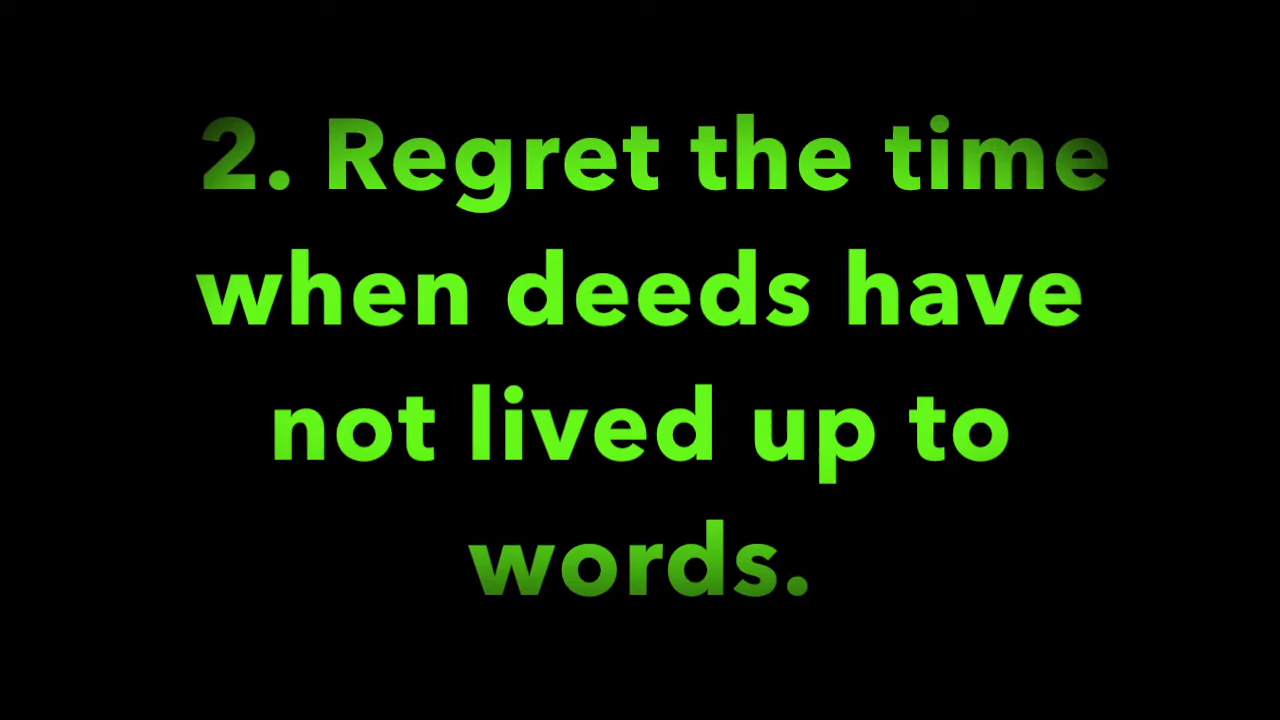 2. Regret the time
when deeds have
not lived up to
words.